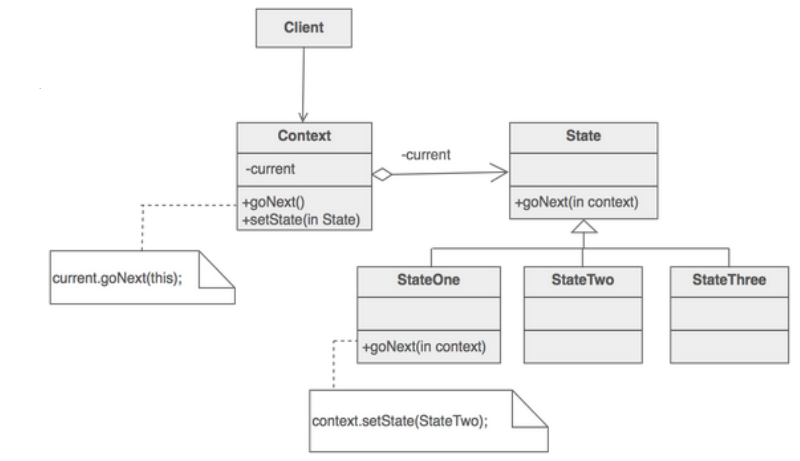 Client
Context
-current
+goNext()
+setState(in State)
-current
State
+goNext(in context)
current.goNext(this);
StateOne
+goNext(in context)
StateTwo
StateThree
context.setState(StateTwo);